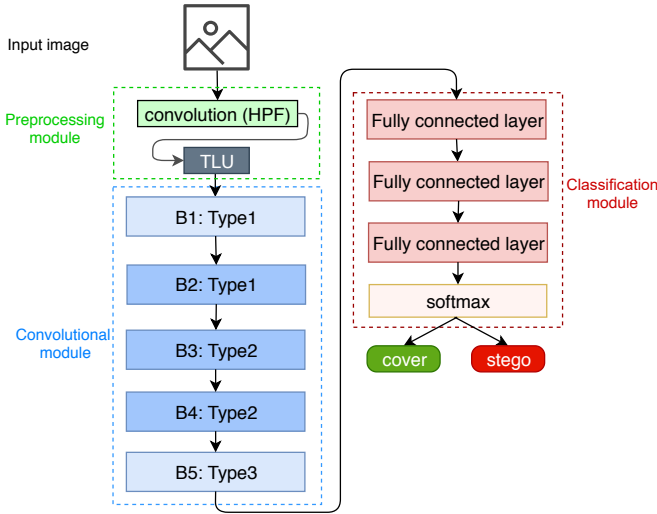 Input image
Preprocessing
module
convolution (HPF)
TLU
Convolutional
module
B1: Type1
B2: Type1
B3: Type2
B4: Type2
B5: Type3
Fully connected layer
Fully connected layer
Fully connected layer
softmax
Classification
module
cover
stego